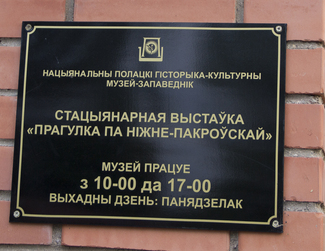 НАЦЫЯНАЛЬНЫ ПОЛАЦКІ ГІСТОРЫКА-КУЛЬТУРНЫ
МУЗЕЙ-ЗАПАВЕДНІК
СТАЦЫЯНАРНАЯ ВЫСТАЎКА
«ПРАГУЛКА ПА НІЖНЕ-ПАКРОЎСКАЙ»
МУЗЕЙ ПРАЦУЕ
з 10-00 да 17-00
ВЫХАДНЫ ДЗЕНЬ: ПАНЯДЗЕЛАК